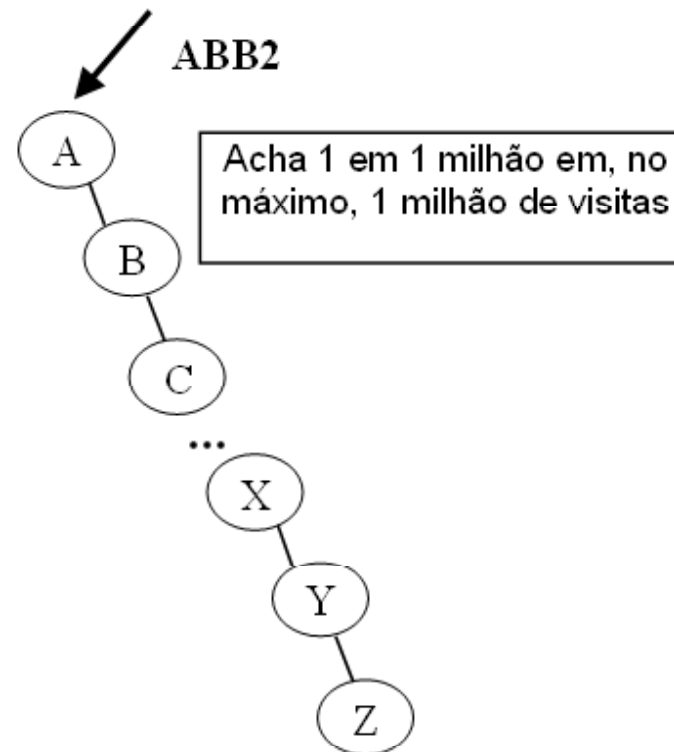 ABB2
A
Acha 1 em 1 milhão em, no
máximo, 1 milhão de visitas
B
C
...
X
Y
Z